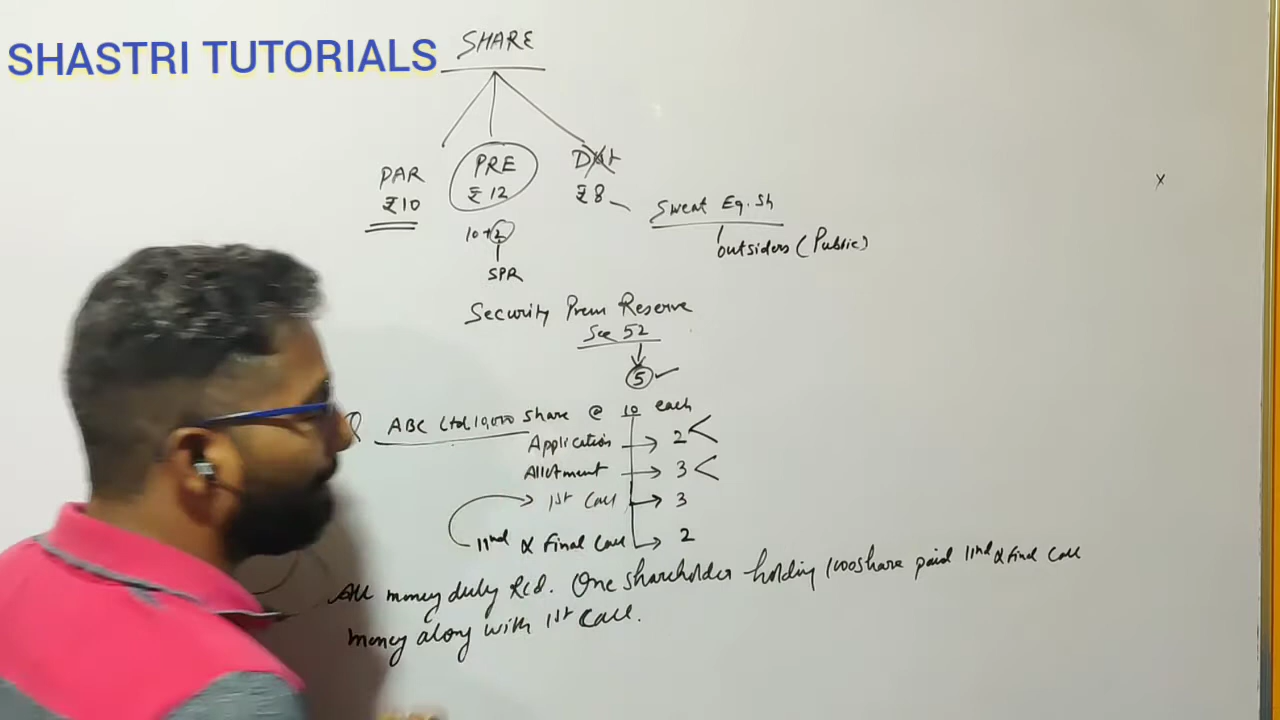 SHASTRI TUTORIALS
SHARE
PAR
₹10
PRE
₹12
10+2
SPR
₹8
Sweat Eq. Sh
outsiders (Public)
Security Prem Reserve
Sec 52
5
Q ABC Ltd 10,000 share @ 10 each
Application → 2
Allotment → 3
1st Call → 3
IInd & Final Call → 2
All money duly Rcd. One shareholder holding 1000 share paid IInd & Final Call
money along with 1st Call.